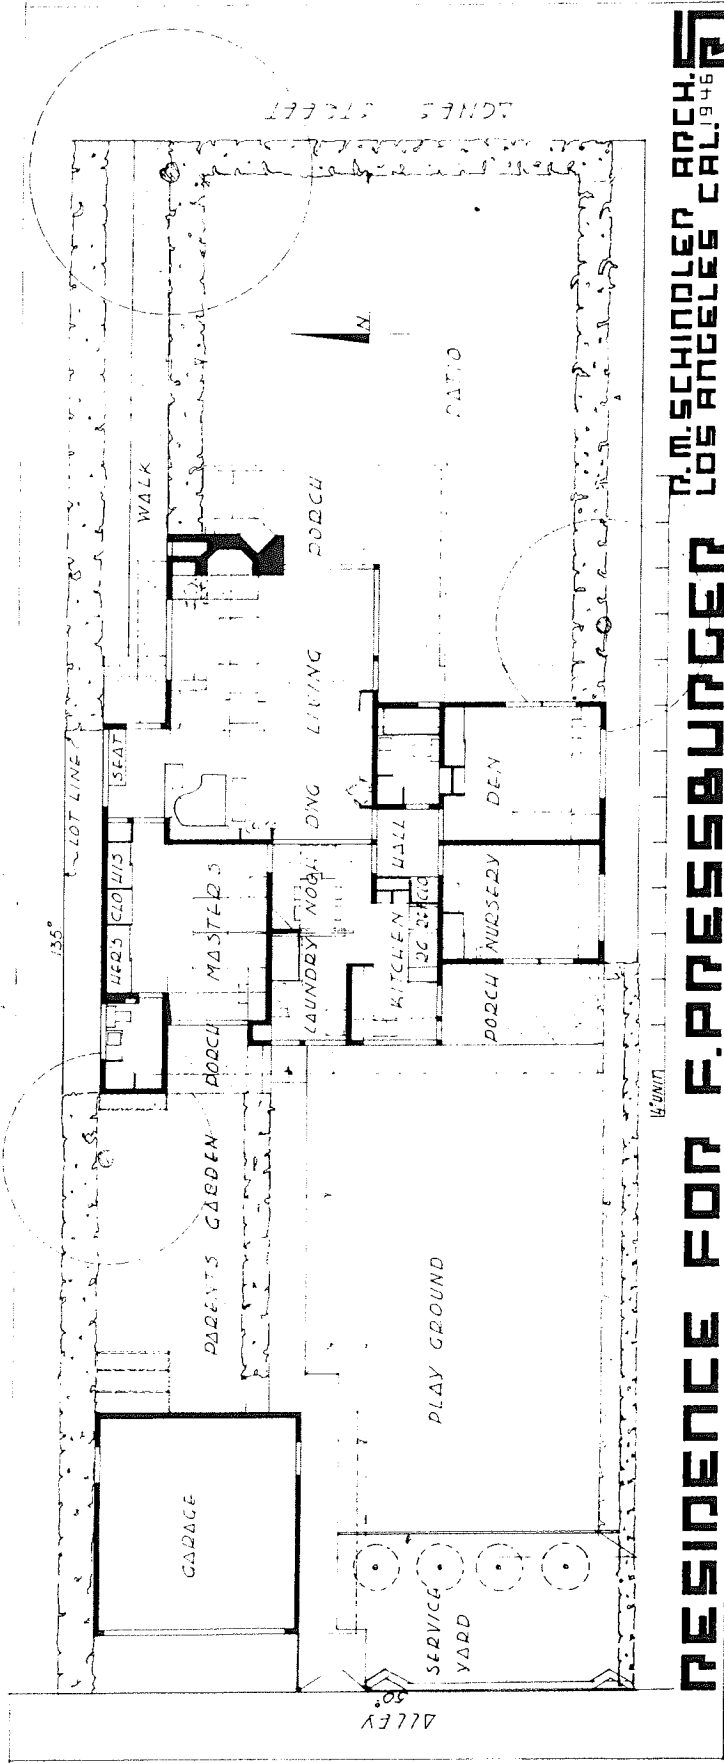 JONES STREET
135°
LOT LINE
WALK
N
PATIO
PORCH
SEAT
HERS CLO HIS
DNG LIVING
MASTERS
HALL
DEN
LAUNDRY NOOK
KITCHEN
NURSERY
PORCH
PORCH
PARENTS GARDEN
PLAY GROUND
4' UNIT
GARAGE
SERVICE
YARD
50°
ALLEY
RESIDENCE FOR F. PRESSBURGER
R. M. SCHINDLER ARCH.
LOS ANGELES CAL. 1946